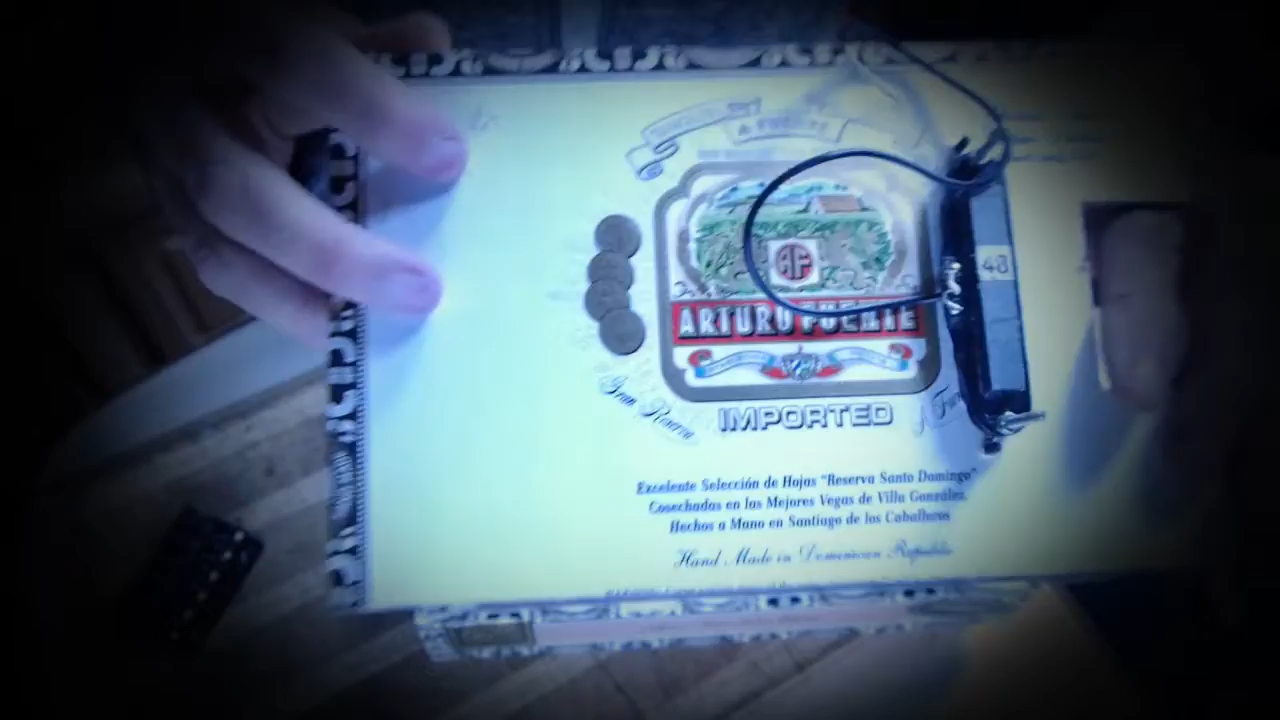 A. FUENTE
AF
48
ARTURO FUENTE
Gran Reserva
IMPORTED
Excelente Selección de Hojas "Reserva Santo Domingo"
Cosechadas en las Mejores Vegas de Villa González.
Hechos a Mano en Santiago de los Caballeros
Hand Made in Dominican Republic